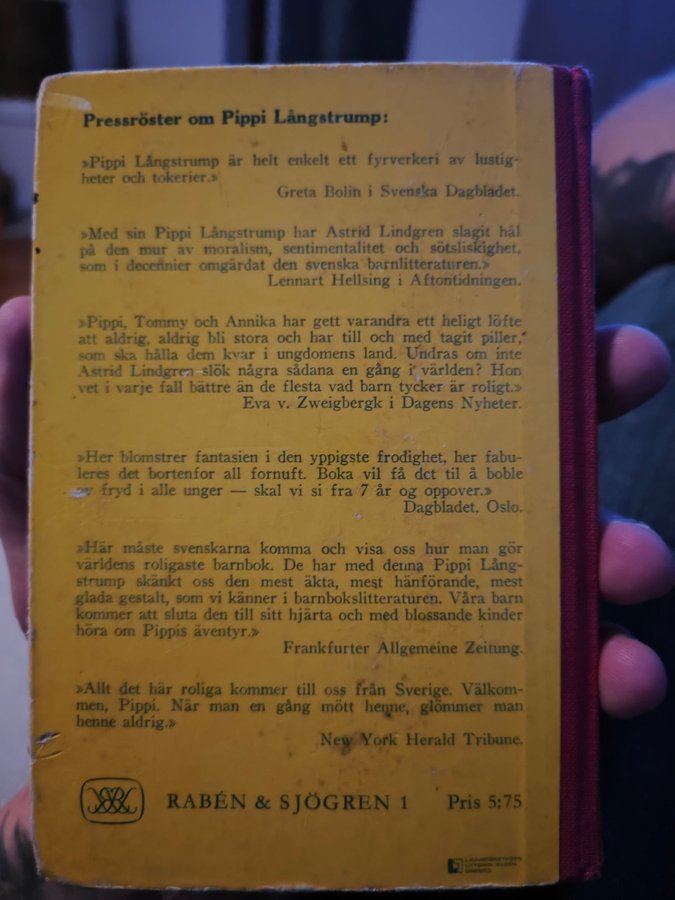 Pressröster om Pippi Långstrump:
»Pippi Långstrump är helt enkelt ett fyrverkeri av lustig-
heter och tokerier.»
Greta Bolin i Svenska Dagbladet.
»Med sin Pippi Långstrump har Astrid Lindgren slagit hål
på den mur av moralism, sentimentalitet och sötsliskighet,
som i decennier omgärdat den svenska barnlitteraturen.»
Lennart Hellsing i Aftontidningen.
»Pippi, Tommy och Annika har gett varandra ett heligt löfte
att aldrig, aldrig bli stora och har till och med tagit piller,
som ska hålla dem kvar i ungdomens land. Undras om inte
Astrid Lindgren slök några sådana en gång i världen? Hon
vet i varje fall bättre än de flesta vad barn tycker är roligt.»
Eva v. Zweigbergk i Dagens Nyheter.
»Her blomstrer fantasien i den yppigste frodighet, her fabu-
leres det bortenfor all fornuft. Boka vil få det til å boble
av fryd i alle unger — skal vi si fra 7 år og oppover.»
Dagbladet, Oslo.
»Här måste svenskarna komma och visa oss hur man gör
världens roligaste barnbok. De har med denna Pippi Lång-
strump skänkt oss den mest äkta, mest hänförande, mest
glada gestalt, som vi känner i barnbokslitteraturen. Våra barn
kommer att sluta den till sitt hjärta och med blossande kinder
höra om Pippis äventyr.»
Frankfurter Allgemeine Zeitung.
»Allt det här roliga kommer till oss från Sverige. Välkom-
men, Pippi. När man en gång mött henne, glömmer man
henne aldrig.»
New York Herald Tribune.
RABÉN & SJÖGREN 1 Pris 5:75